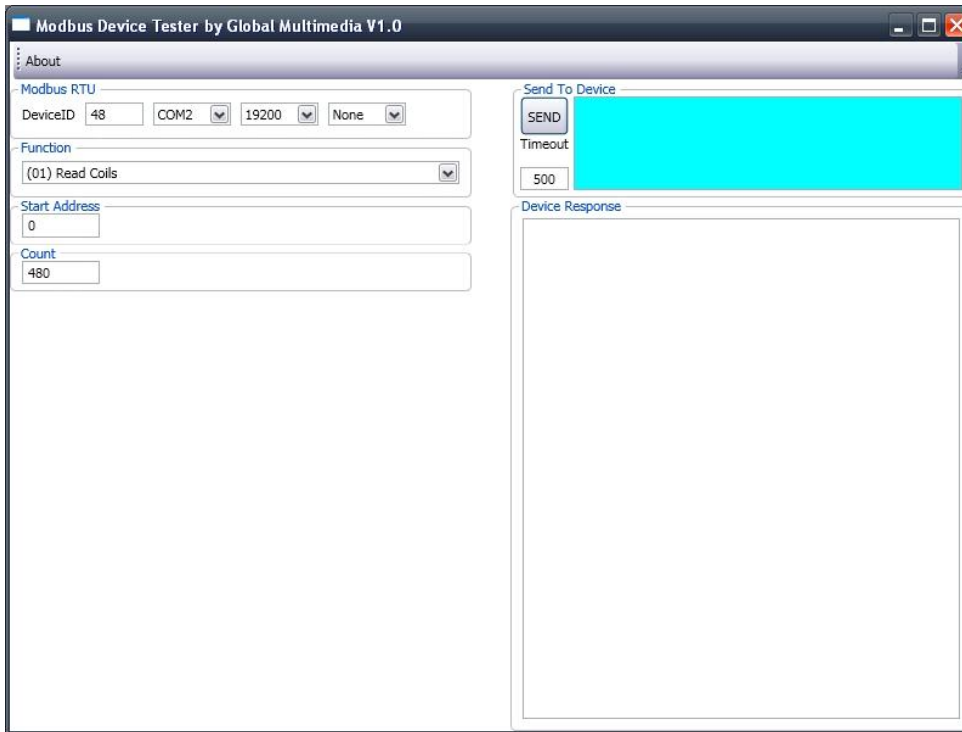 Modbus Device Tester by Global Multimedia V1.0
About
Modbus RTU
DeviceID 48 COM2 19200 None
Function
(01) Read Coils
Start Address
0
Count
480
Send To Device
SEND
Timeout
500
Device Response